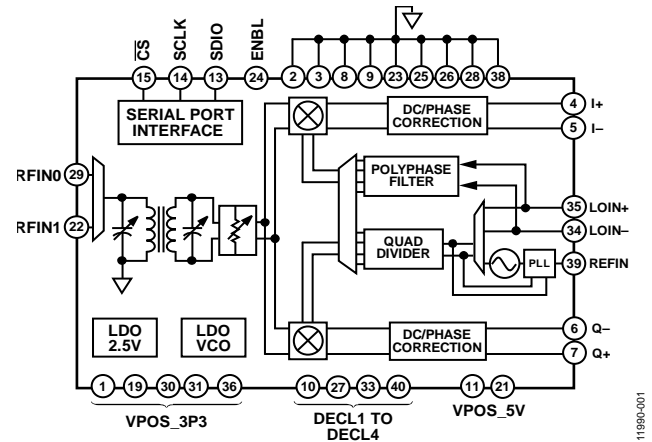 CS SCLK SDIO ENBL
15 14 13 24 2 3 8 9 23 25 26 28 38
SERIAL PORT
INTERFACE
DC/PHASE
CORRECTION
4 I+
5 I–
RFIN0 29
RFIN1 22
POLYPHASE
FILTER
35 LOIN+
34 LOIN–
QUAD
DIVIDER
PLL
39 REFIN
LDO
2.5V
LDO
VCO
DC/PHASE
CORRECTION
6 Q–
7 Q+
1 19 30 31 36 10 27 33 40 11 21
VPOS_3P3
DECL1 TO
DECL4
VPOS_5V
11990-001